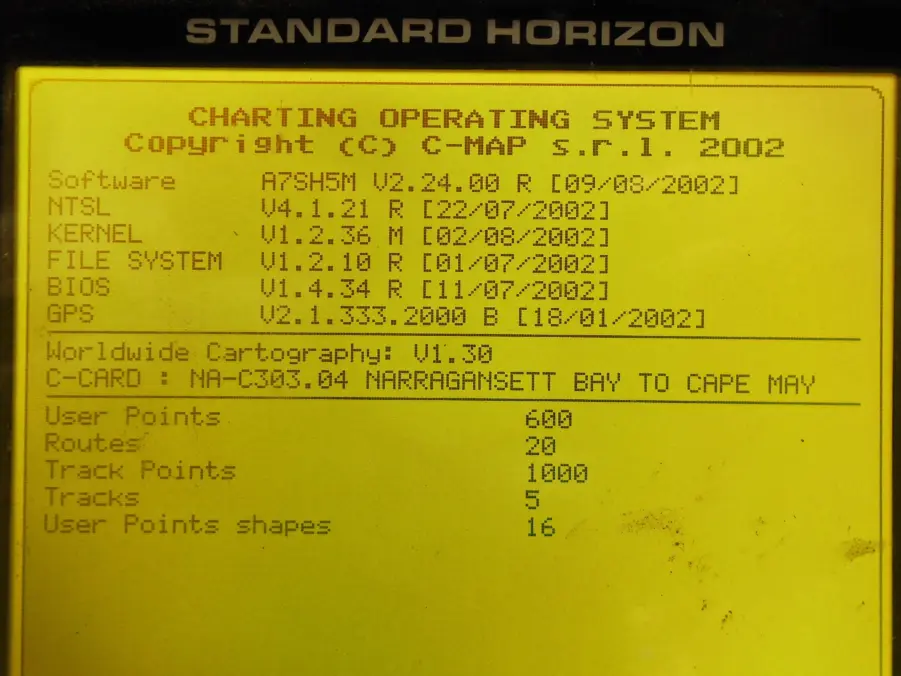 STANDARD HORIZON
CHARTING OPERATING SYSTEM
Copyright (C) C-MAP s.r.l. 2002
Software A7SH5M V2.24.00 R [09/08/2002]
NTSL V4.1.21 R [22/07/2002]
KERNEL V1.2.36 M [02/08/2002]
FILE SYSTEM V1.2.10 R [01/07/2002]
BIOS V1.4.34 R [11/07/2002]
GPS V2.1.333.2000 B [18/01/2002]
Worldwide Cartography: V1.30
C-CARD : NA-C303.04 NARRAGANSETT BAY TO CAPE MAY
User Points 600
Routes 20
Track Points 1000
Tracks 5
User Points shapes 16